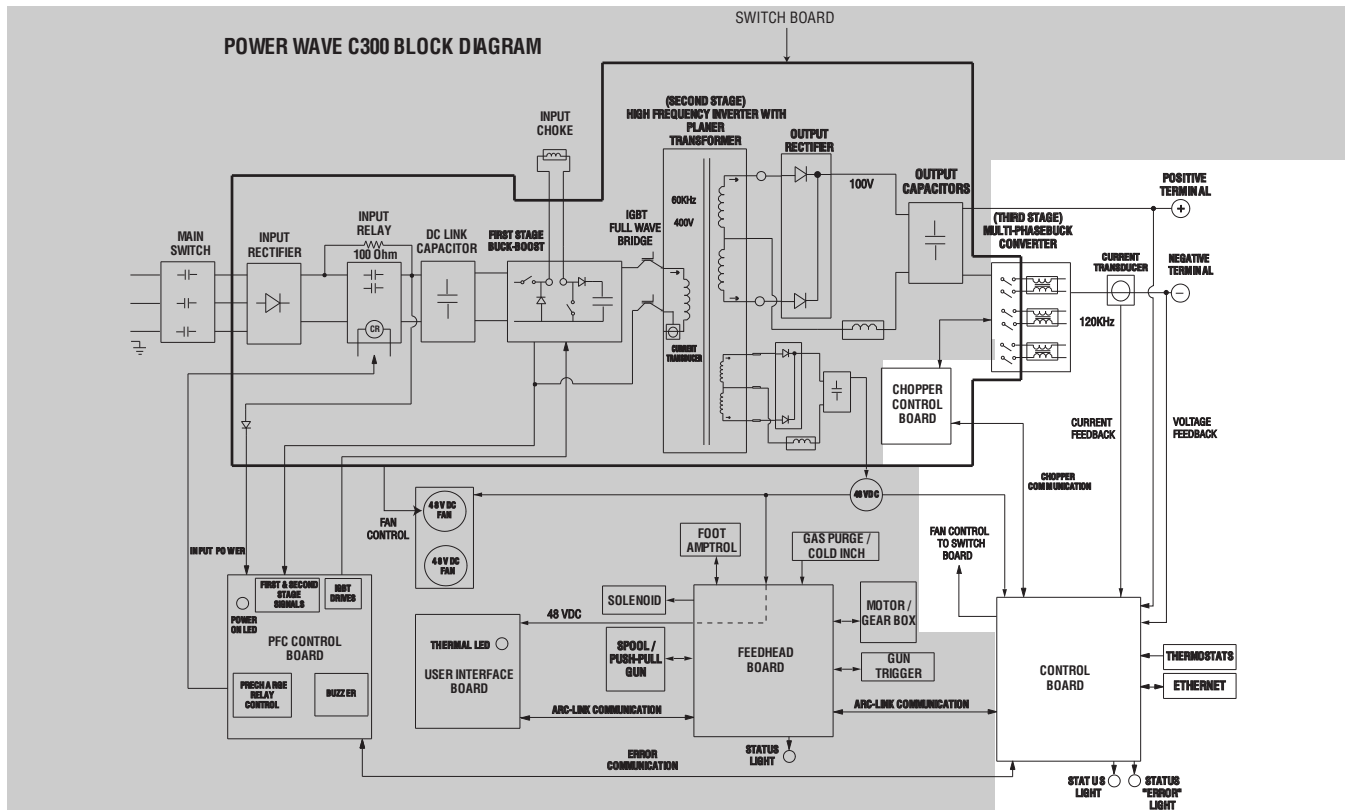 SWITCH BOARD
POWER WAVE C300 BLOCK DIAGRAM
INPUT
CHOKE
(SECOND STAGE)
HIGH FREQUENCY INVERTER WITH
PLANER
TRANSFORMER
OUTPUT
RECTIFIER
100V
OUTPUT
CAPACITORS
POSITIVE
TERMINAL
+
(THIRD STAGE)
MULTI-PHASEBUCK
CONVERTER
CURRENT
TRANSDUCER
NEGATIVE
TERMINAL
–
120KHz
MAIN
SWITCH
INPUT
RECTIFIER
INPUT
RELAY
100 Ohm
CR
DC LINK
CAPACITOR
FIRST STAGE
BUCK-BOOST
IGBT
FULL WAVE
BRIDGE
60KHz
400V
CURRENT
TRANSDUCER
CHOPPER
CONTROL
BOARD
CURRENT
FEEDBACK
VOLTAGE
FEEDBACK
CHOPPER
COMMUNICATION
48 VDC
48 V DC
FAN
48 V DC
FAN
FAN
CONTROL
INPUT POWER
FOOT
AMPTROL
GAS PURGE /
COLD INCH
FAN CONTROL
TO SWITCH
BOARD
FIRST & SECOND
STAGE
SIGNALS
IGBT
DRIVES
POWER
ON LED
PFC CONTROL
BOARD
PRECH A RGE
RELAY
CONTROL
BUZZ ER
SOLENOID
48 VDC
THERMAL LED
USER INTERFACE
BOARD
SPOOL /
PUSH-PULL
GUN
FEEDHEAD
BOARD
MOTOR /
GEAR BOX
GUN
TRIGGER
CONTROL
BOARD
THERMOSTATS
ETHERNET
ARC-LINK COMMUNICATION
ARC-LINK COMMUNICATION
ERROR
COMMUNICATION
STATUS
LIGHT
STAT U S
LIGHT
STATUS
"ERROR"
LIGHT